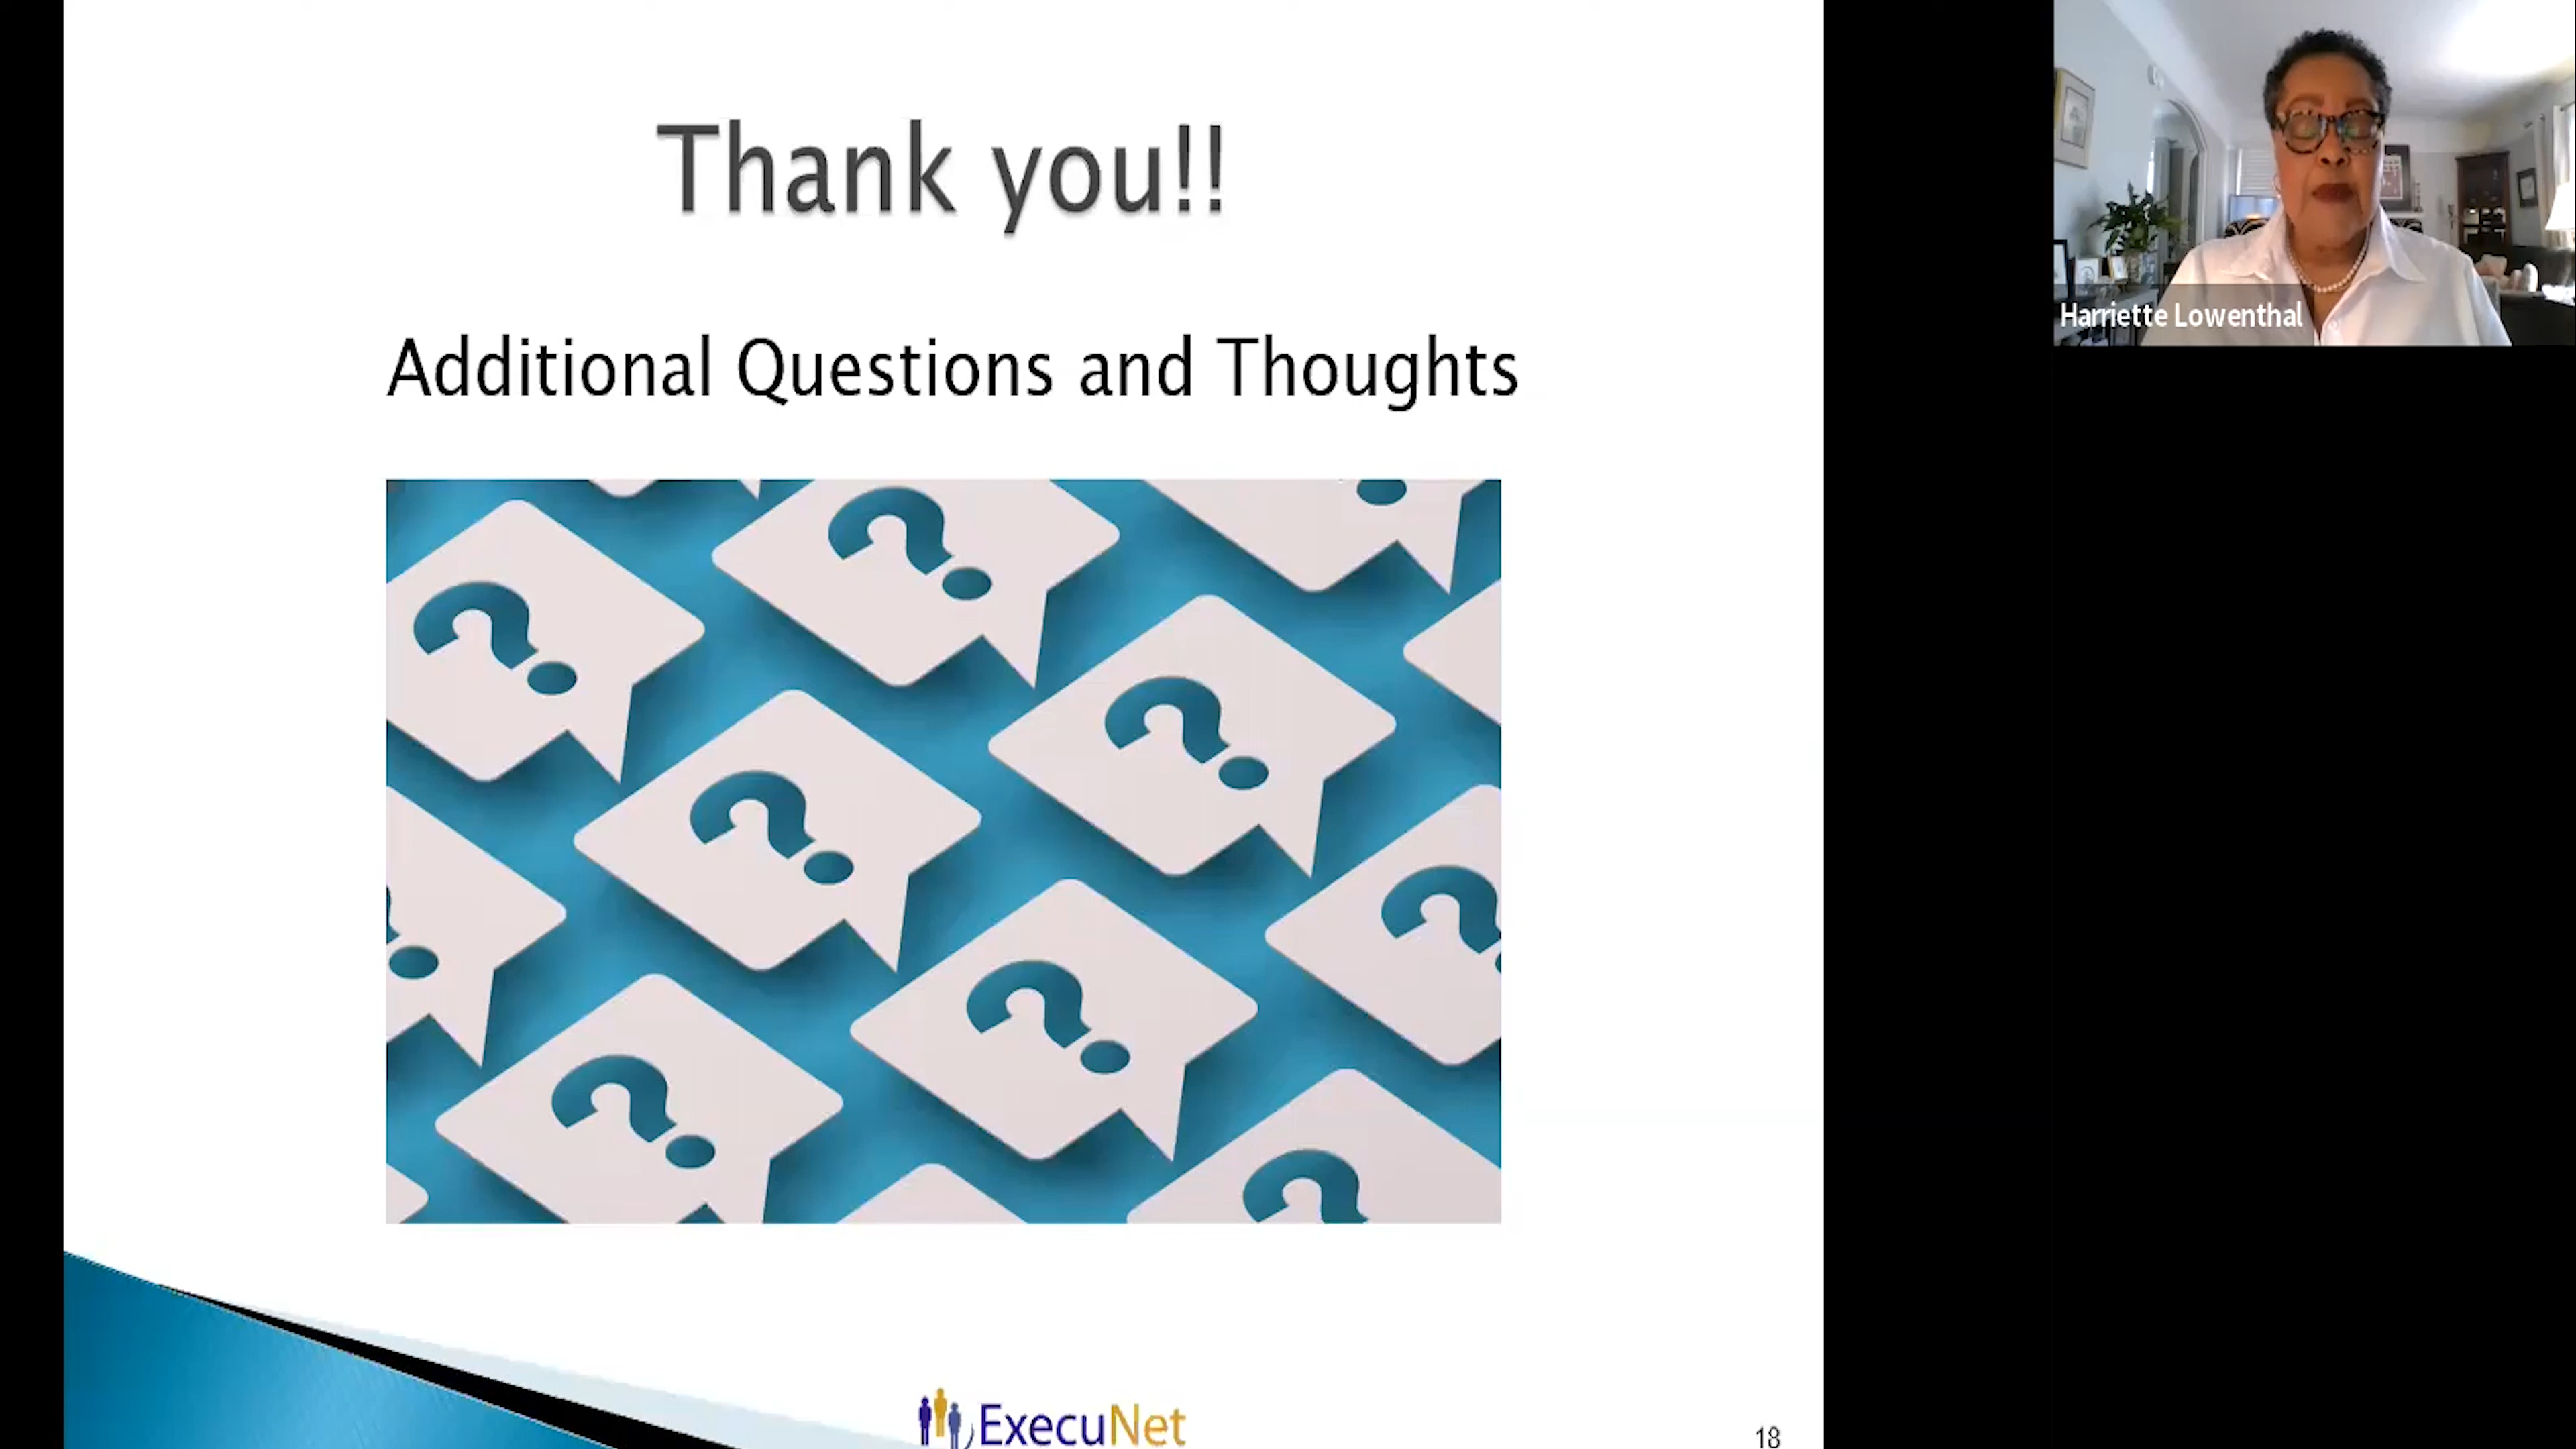 Thank you!!
Additional Questions and Thoughts
? ? ? ? ? ? ? ? ? ?
ExecuNet
18
Harriette Lowenthal